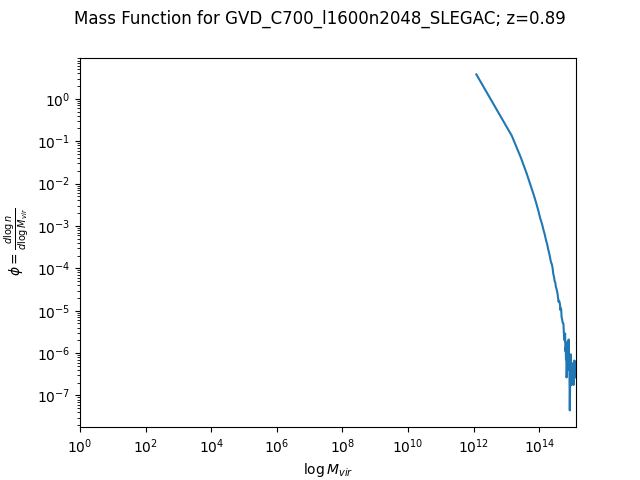 Mass Function for GVD_C700_l1600n2048_SLEGAC; z=0.89
10^0
10^-1
10^-2
10^-3
10^-4
10^-5
10^-6
10^-7
ϕ = d log n / d log M_vir
10^0 10^2 10^4 10^6 10^8 10^10 10^12 10^14
log M_vir